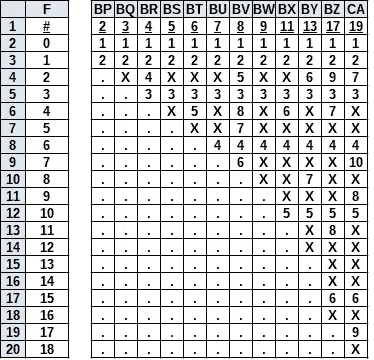 F BP BQ BR BS BT BU BV BW BX BY BZ CA
1 # 2 3 4 5 6 7 8 9 11 13 17 19
2 0 1 1 1 1 1 1 1 1 1 1 1 1
3 1 2 2 2 2 2 2 2 2 2 2 2 2
4 2 . X 4 X X X 5 X X 6 9 7
5 3 . . 3 3 3 3 3 3 3 3 3 3
6 4 . . . X 5 X 8 X 6 X 7 X
7 5 . . . . X X 7 X X X X X
8 6 . . . . . 4 4 4 4 4 4 4
9 7 . . . . . . 6 X X X X 10
10 8 . . . . . . . X X 7 X X
11 9 . . . . . . . . X X X 8
12 10 . . . . . . . . 5 5 5 5
13 11 . . . . . . . . . X 8 X
14 12 . . . . . . . . . X X X
15 13 . . . . . . . . . . X X
16 14 . . . . . . . . . . X X
17 15 . . . . . . . . . . 6 6
18 16 . . . . . . . . . . X X
19 17 . . . . . . . . . . . 9
20 18 . . . . . . . . . . . X